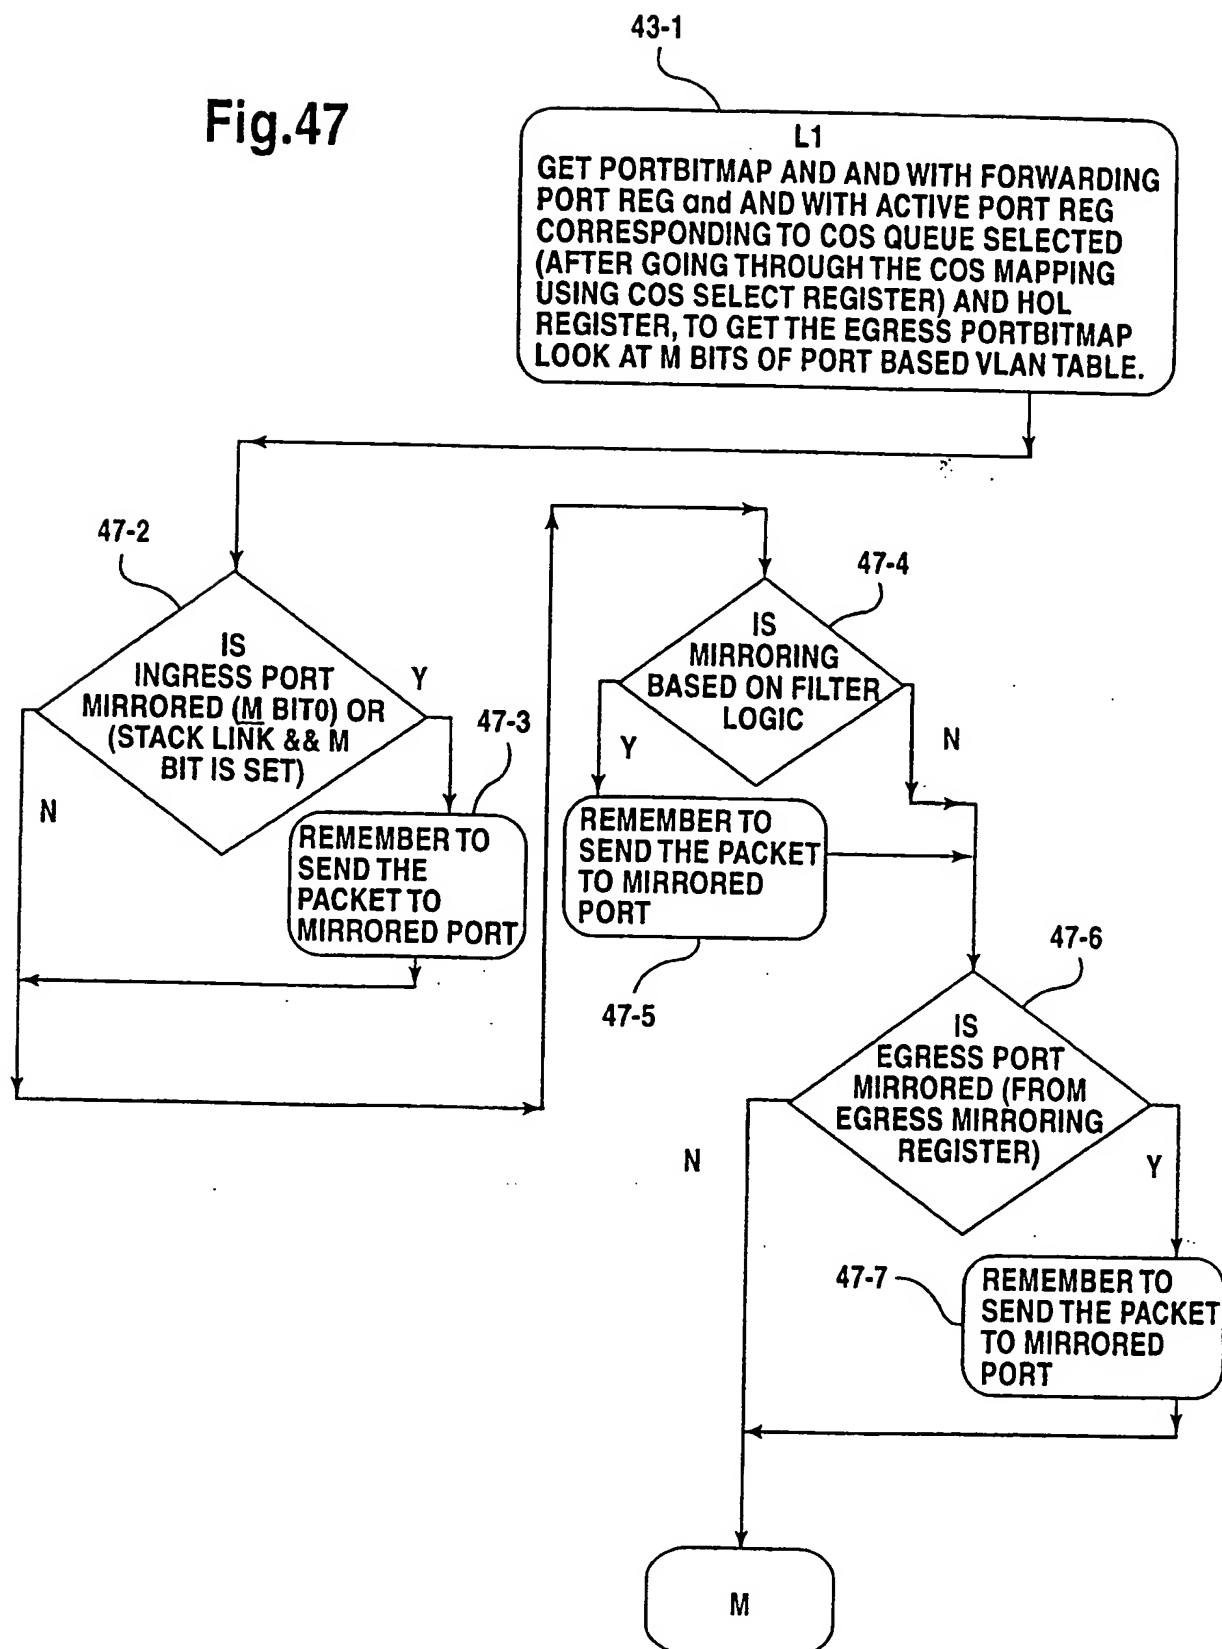 43-1
Fig.47
L1
GET PORTBITMAP AND AND WITH FORWARDING
PORT REG and AND WITH ACTIVE PORT REG
CORRESPONDING TO COS QUEUE SELECTED
(AFTER GOING THROUGH THE COS MAPPING
USING COS SELECT REGISTER) AND HOL
REGISTER, TO GET THE EGRESS PORTBITMAP
LOOK AT M BITS OF PORT BASED VLAN TABLE.
47-2
IS
INGRESS PORT
MIRRORED (M BIT0) OR
(STACK LINK && M
BIT IS SET)
Y
N
47-3
REMEMBER TO
SEND THE
PACKET TO
MIRRORED PORT
47-4
IS
MIRRORING
BASED ON FILTER
LOGIC
Y
N
REMEMBER TO
SEND THE PACKET
TO MIRRORED
PORT
47-5
47-6
IS
EGRESS PORT
MIRRORED (FROM
EGRESS MIRRORING
REGISTER)
N
Y
47-7
REMEMBER TO
SEND THE PACKET
TO MIRRORED
PORT
M